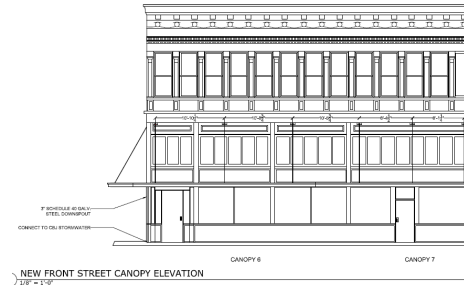 3" SCHEDULE 40 GALV.
STEEL DOWNSPOUT
CONNECT TO CBU STORMWATER
CANOPY 6
CANOPY 7
NEW FRONT STREET CANOPY ELEVATION
1/8" = 1'-0"